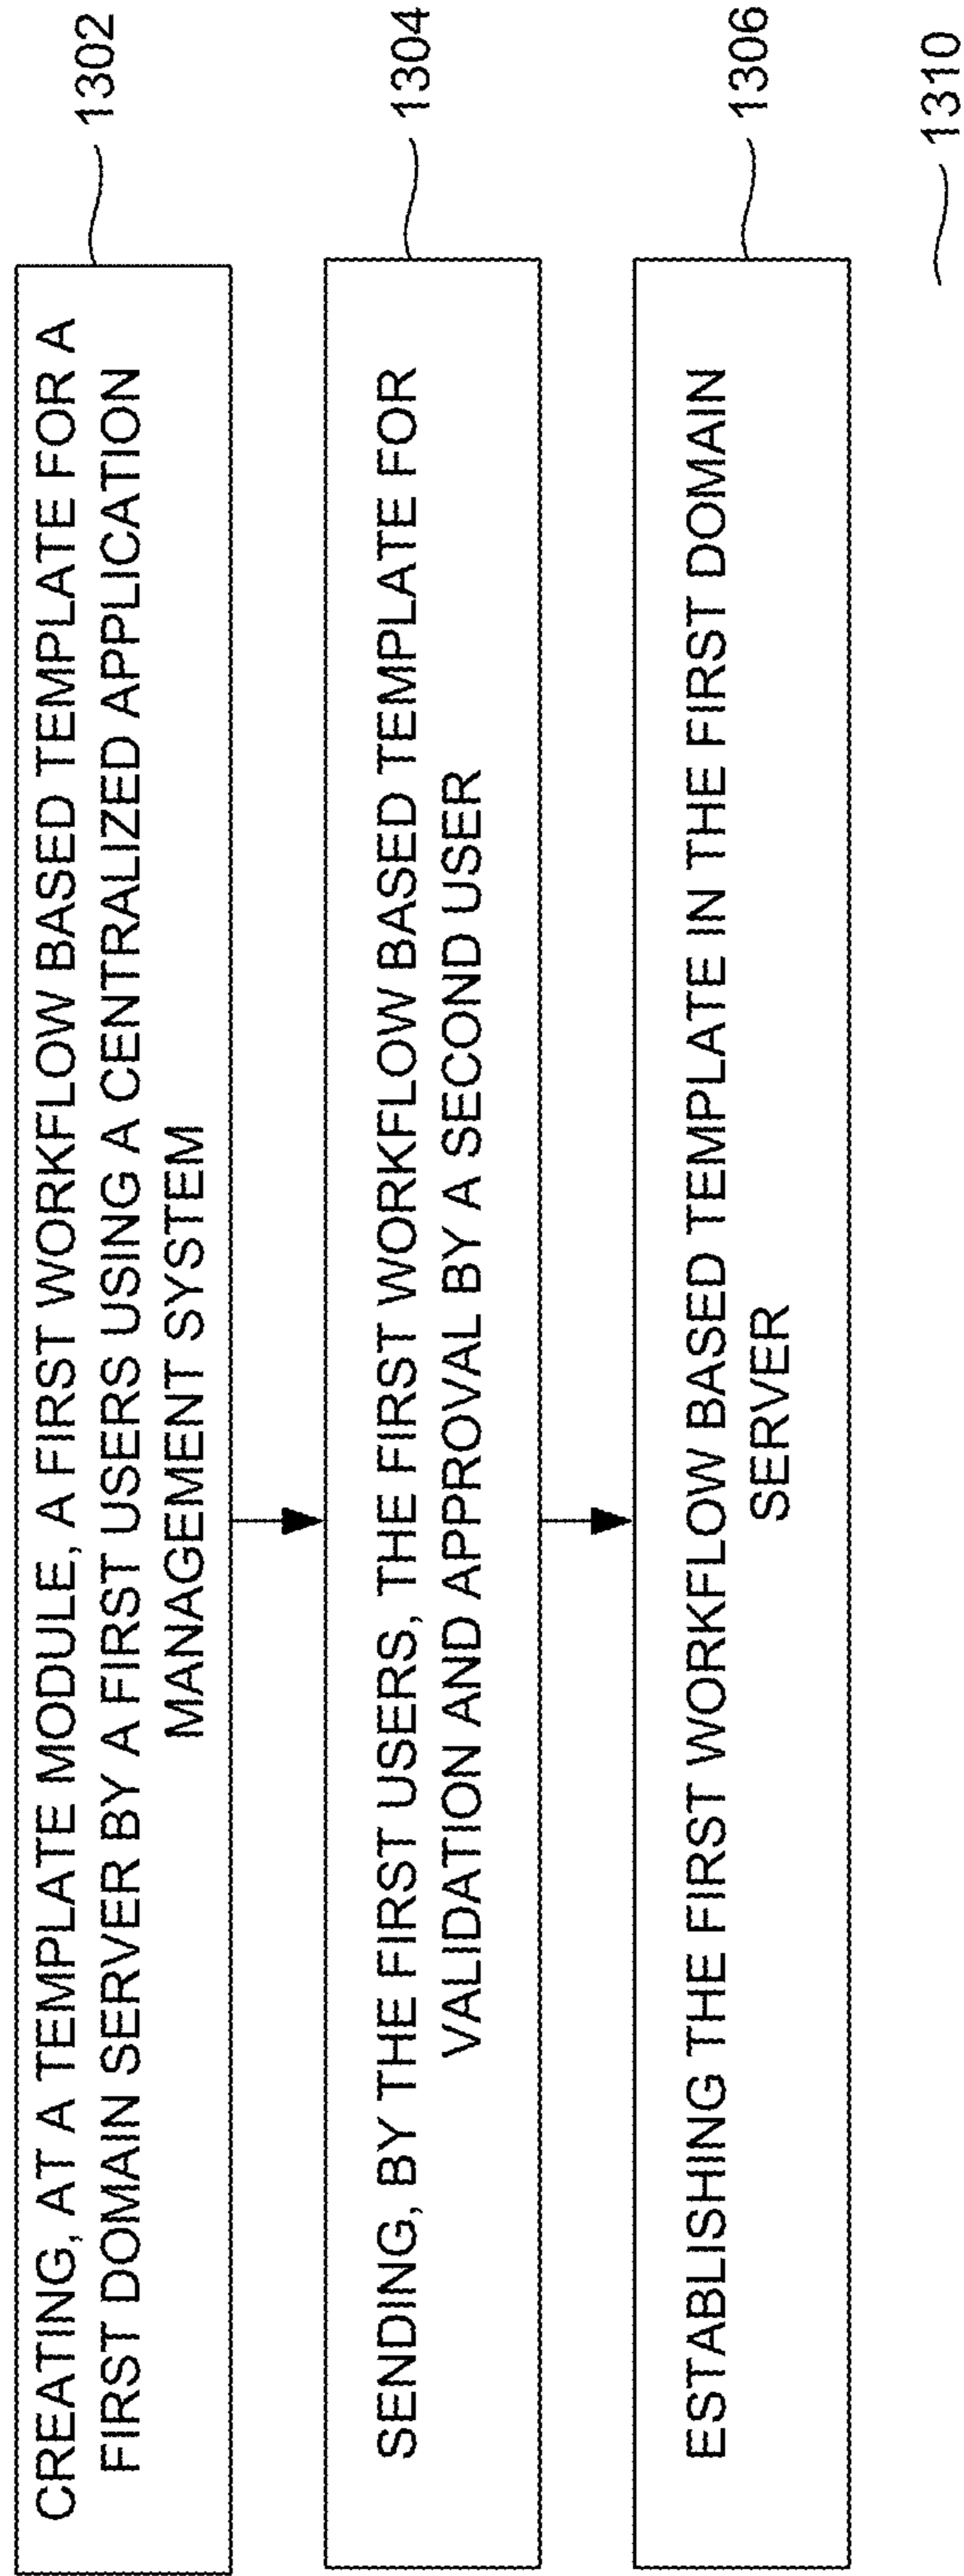 CREATING, AT A TEMPLATE MODULE, A FIRST WORKFLOW BASED TEMPLATE FOR A
FIRST DOMAIN SERVER BY A FIRST USERS USING A CENTRALIZED APPLICATION
MANAGEMENT SYSTEM
1302
SENDING, BY THE FIRST USERS, THE FIRST WORKFLOW BASED TEMPLATE FOR
VALIDATION AND APPROVAL BY A SECOND USER
1304
ESTABLISHING THE FIRST WORKFLOW BASED TEMPLATE IN THE FIRST DOMAIN
SERVER
1306
1310